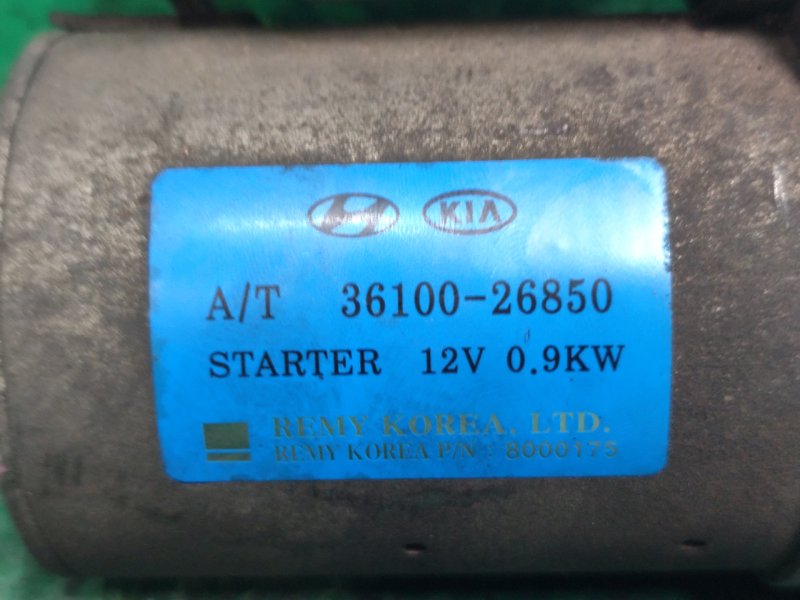 KIA
A/T 36100-26850
STARTER 12V 0.9KW
REMY KOREA, LTD.
REMY KOREA P/N : 8000175